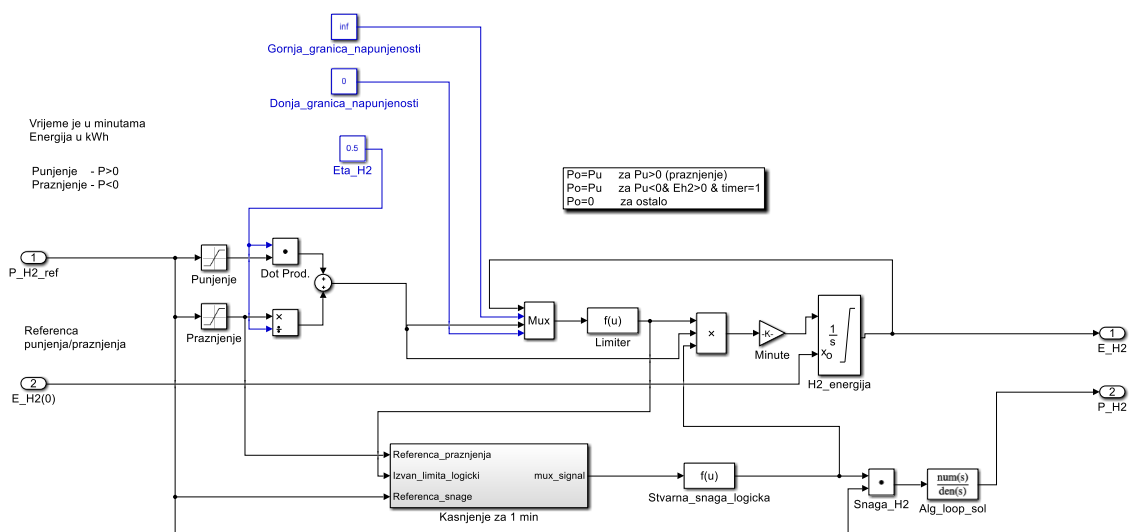 inf
Gornja_granica_napunjenosti
0
Donja_granica_napunjenosti
Vrijeme je u minutama
Energija u kWh
0.5
Eta_H2
Punjenje - P>0
Praznjenje - P<0
Po=Pu za Pu>0 (praznjenje)
Po=Pu za Pu<0& Eh2>0 & timer=1
Po=0 za ostalo
1
P_H2_ref
Punjenje
Dot Prod.
+
+
×
÷
Praznjenje
Referenca
punjenja/praznjenja
Mux
f(u)
Limiter
×
-K-
Minute
1
s
xo
H2_energija
1
E_H2
2
E_H2(0)
2
P_H2
Referenca_praznjenja
Izvan_limita_logicki
Referenca_snage
mux_signal
Kasnjenje za 1 min
f(u)
Stvarna_snaga_logicka
Snaga_H2
num(s)
den(s)
Alg_loop_sol